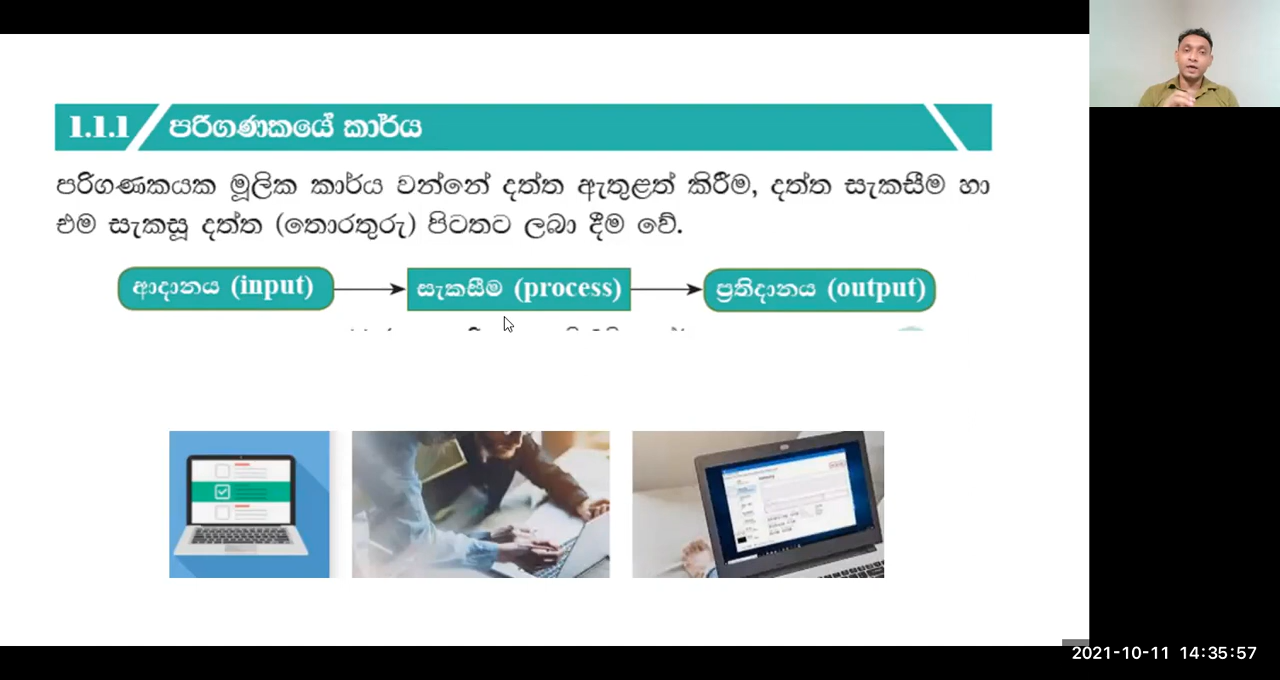 1.1.1 පරිගණකයේ කාර්ය
පරිගණකයක මූලික කාර්ය වන්නේ දත්ත ඇතුළත් කිරීම, දත්ත සැකසීම හා
එම සැකසූ දත්ත (තොරතුරු) පිටතට ලබා දීම වේ.
ආදානය (input) සැකසීම (process) ප්‍රතිදානය (output)
2021-10-11 14:35:57